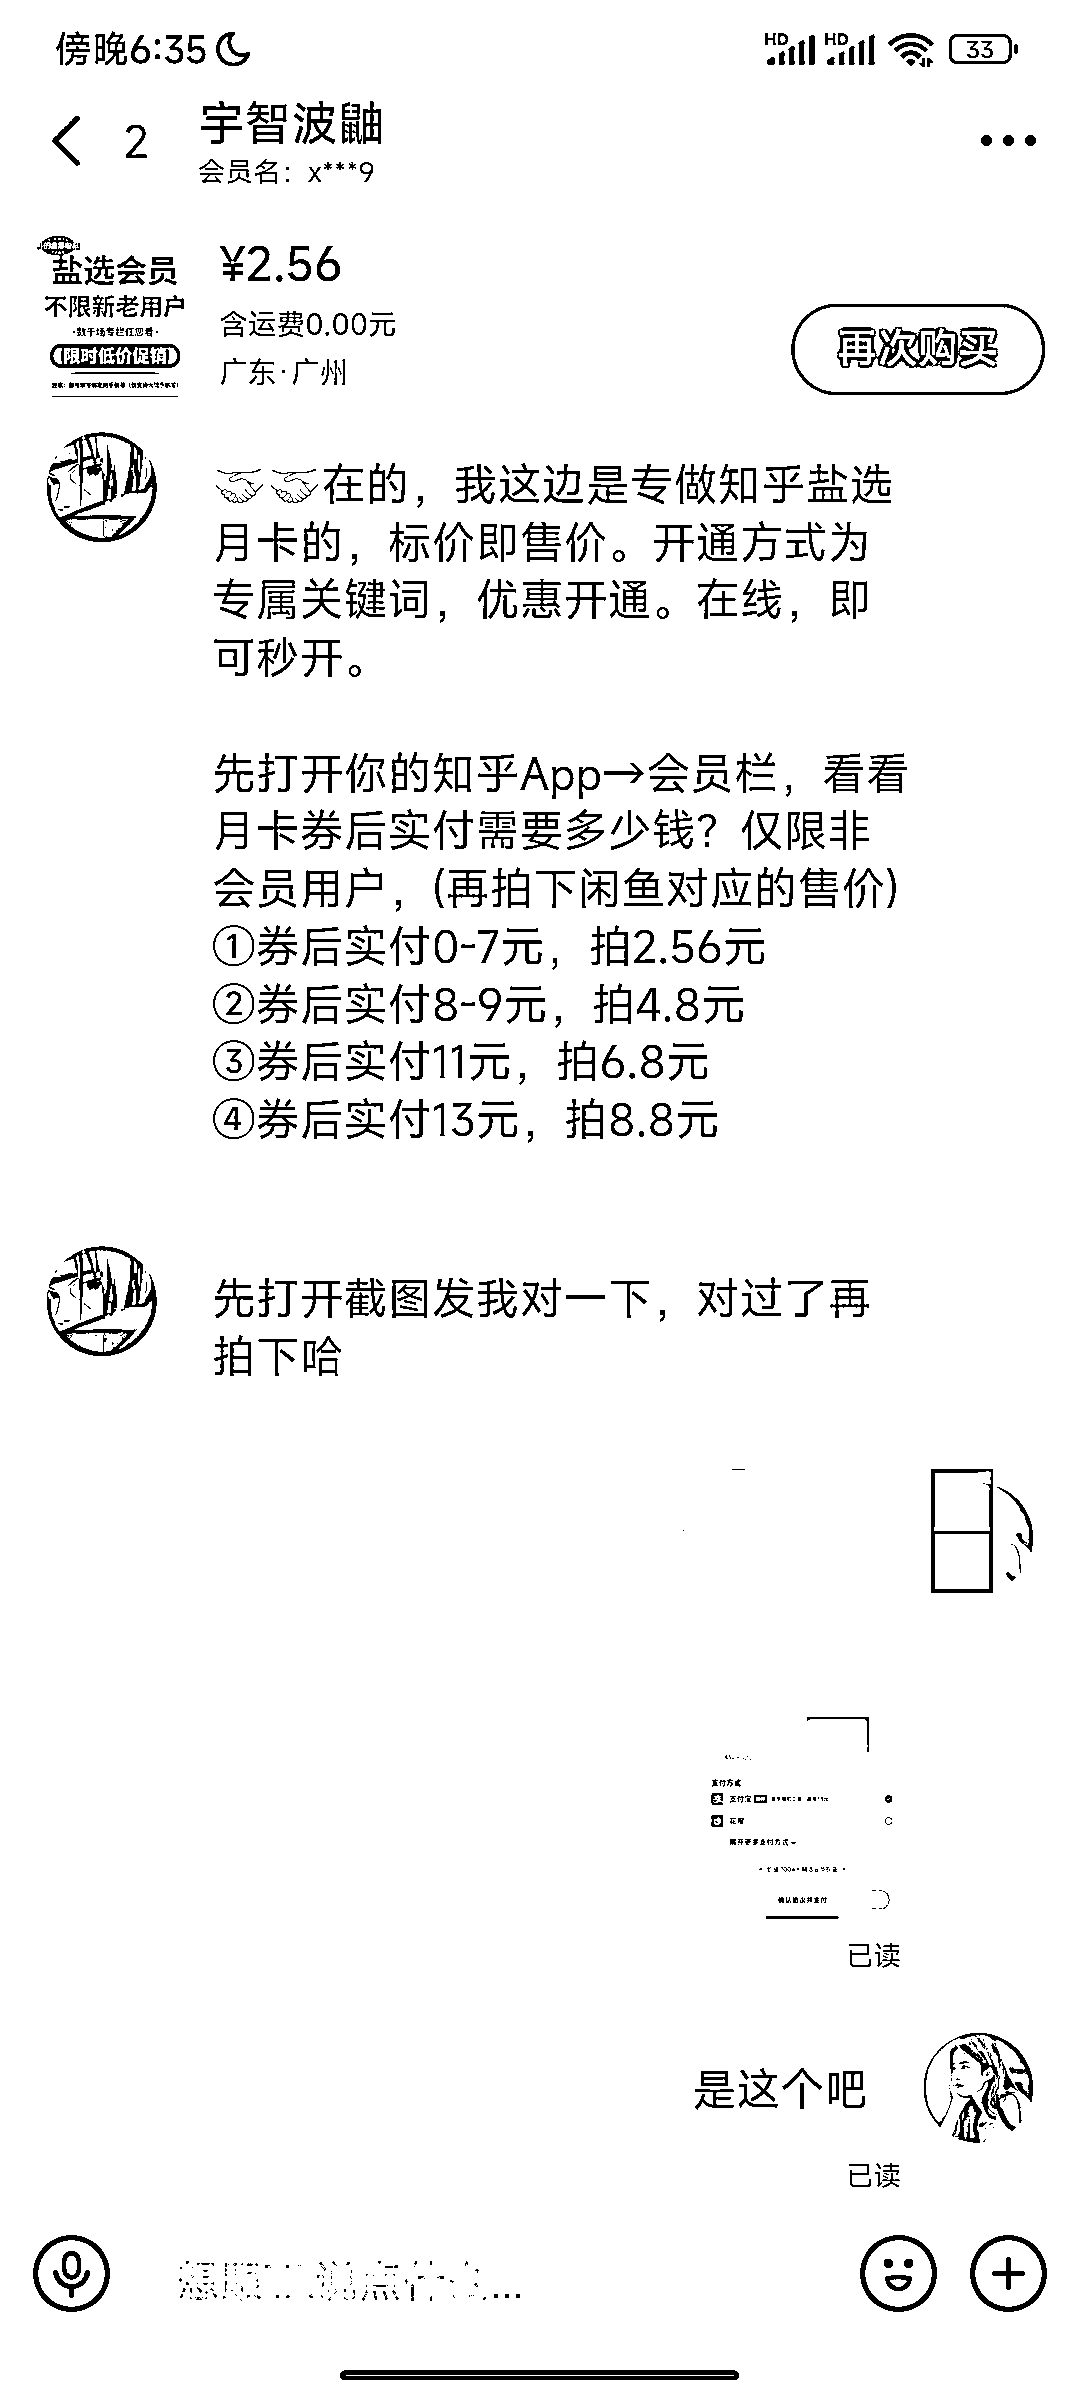 傍晚6:35
HD HD 33
2
宇智波鼬
会员名：x***9
盐选会员
不限新老用户
限时低价促销
¥2.56
含运费0.00元
广东·广州
再次购买
🤝🤝在的，我这边是专做知乎盐选
月卡的，标价即售价。开通方式为
专属关键词，优惠开通。在线，即
可秒开。
先打开你的知乎App→会员栏，看看
月卡券后实付需要多少钱？仅限非
会员用户，(再拍下闲鱼对应的售价)
①券后实付0-7元，拍2.56元
②券后实付8-9元，拍4.8元
③券后实付11元，拍6.8元
④券后实付13元，拍8.8元
先打开截图发我对一下，对过了再
拍下哈
支付方式
支付宝
花呗
展开更多支付方式
确认协议并支付
已读
是这个吧
已读